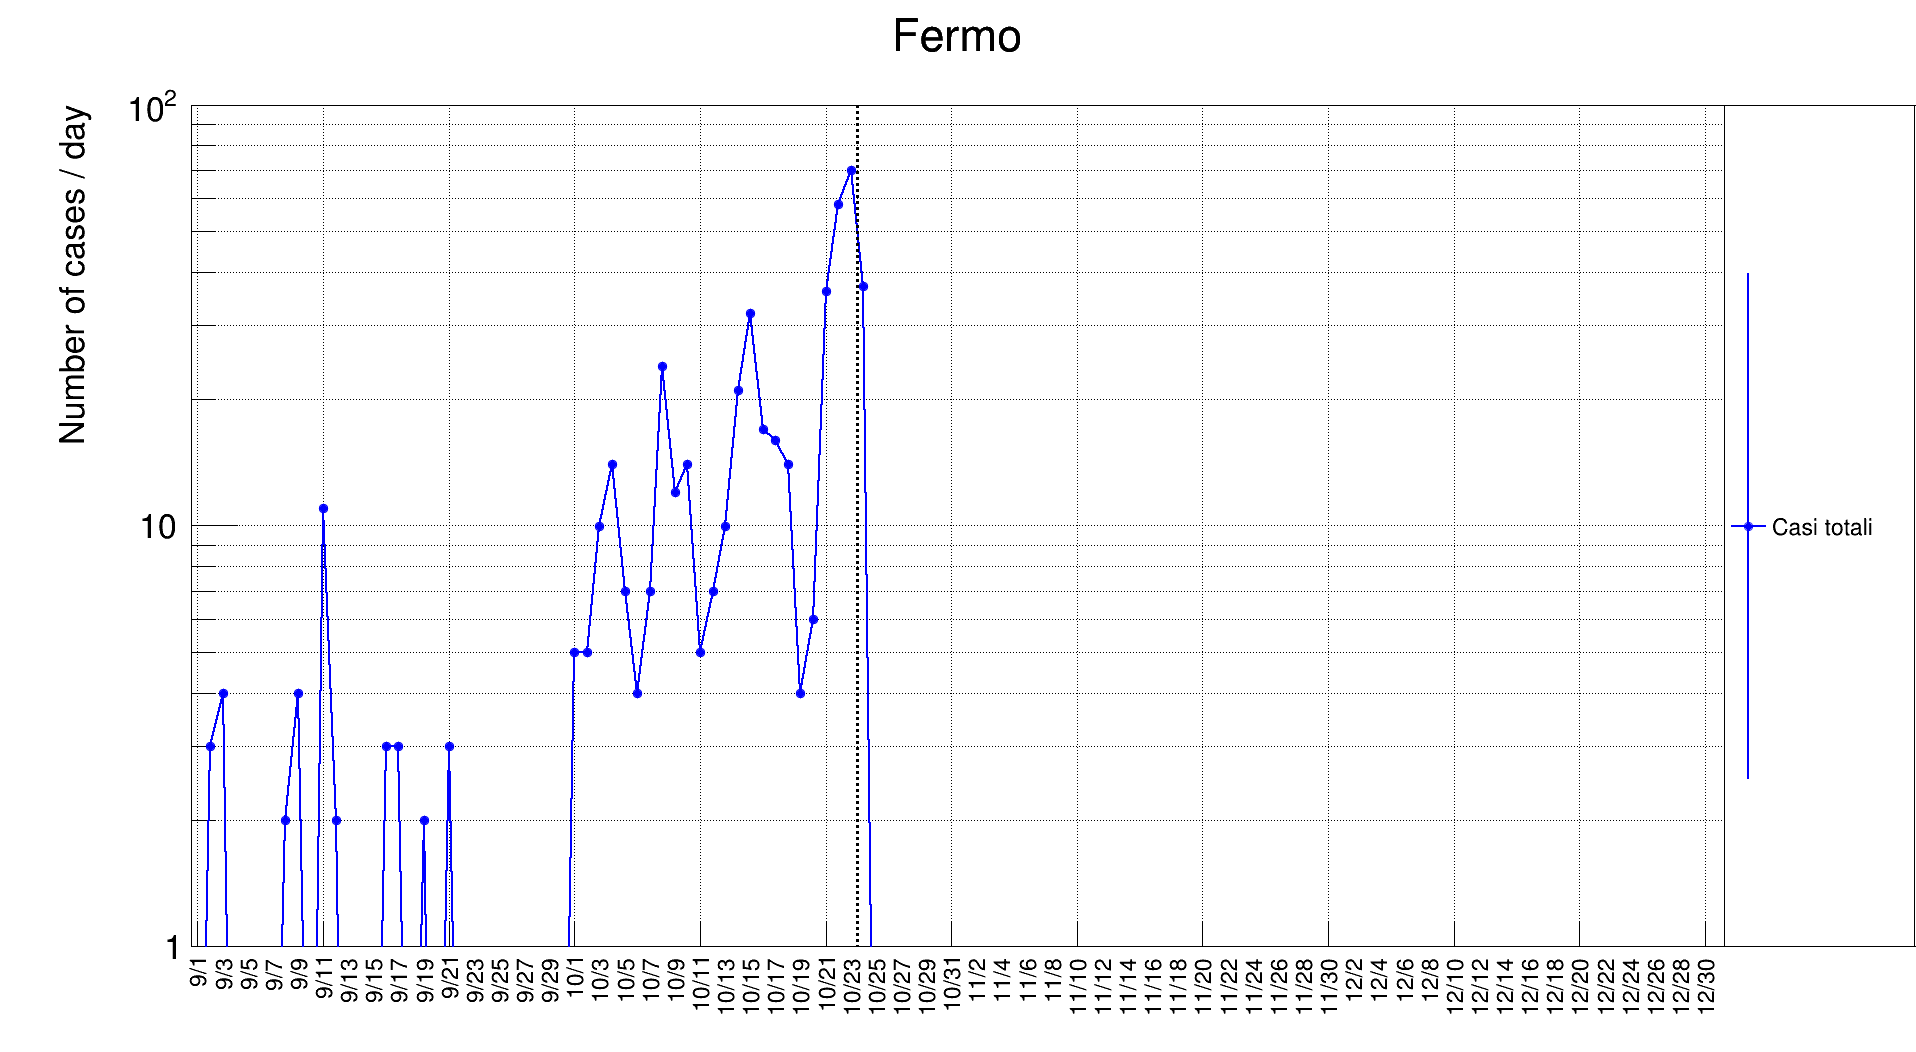 Fermo
Number of cases / day
10²
10
1
9/1 9/3 9/5 9/7 9/9 9/11 9/13 9/15 9/17 9/19 9/21 9/23 9/25 9/27 9/29 10/1 10/3 10/5 10/7 10/9 10/11 10/13 10/15 10/17 10/19 10/21 10/23 10/25 10/27 10/29 10/31 11/2 11/4 11/6 11/8 11/10 11/12 11/14 11/16 11/18 11/20 11/22 11/24 11/26 11/28 11/30 12/2 12/4 12/6 12/8 12/10 12/12 12/14 12/16 12/18 12/20 12/22 12/24 12/26 12/28 12/30
Casi totali